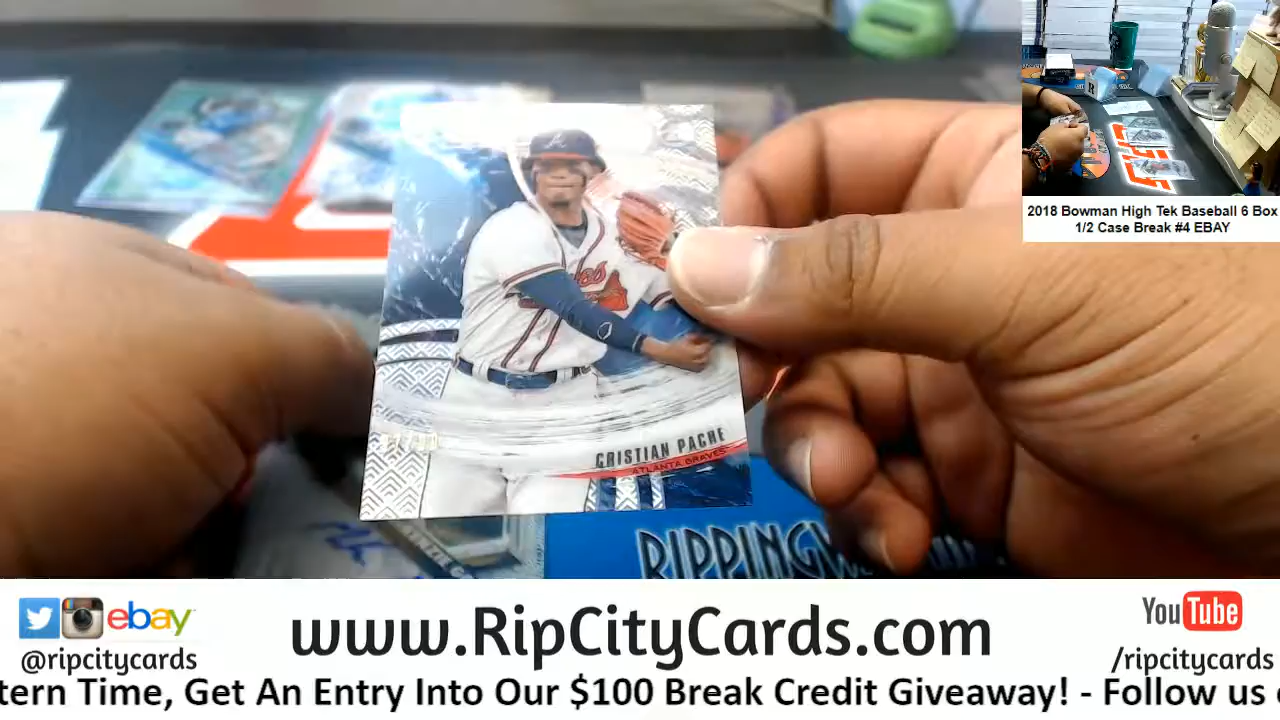 2018 Bowman High Tek Baseball 6 Box
1/2 Case Break #4 EBAY
A
CRISTIAN PACHE
ATLANTA BRAVES
ebay
@ripcitycards
www.RipCityCards.com
YouTube
/ripcitycards
tern Time, Get An Entry Into Our $100 Break Credit Giveaway! - Follow us